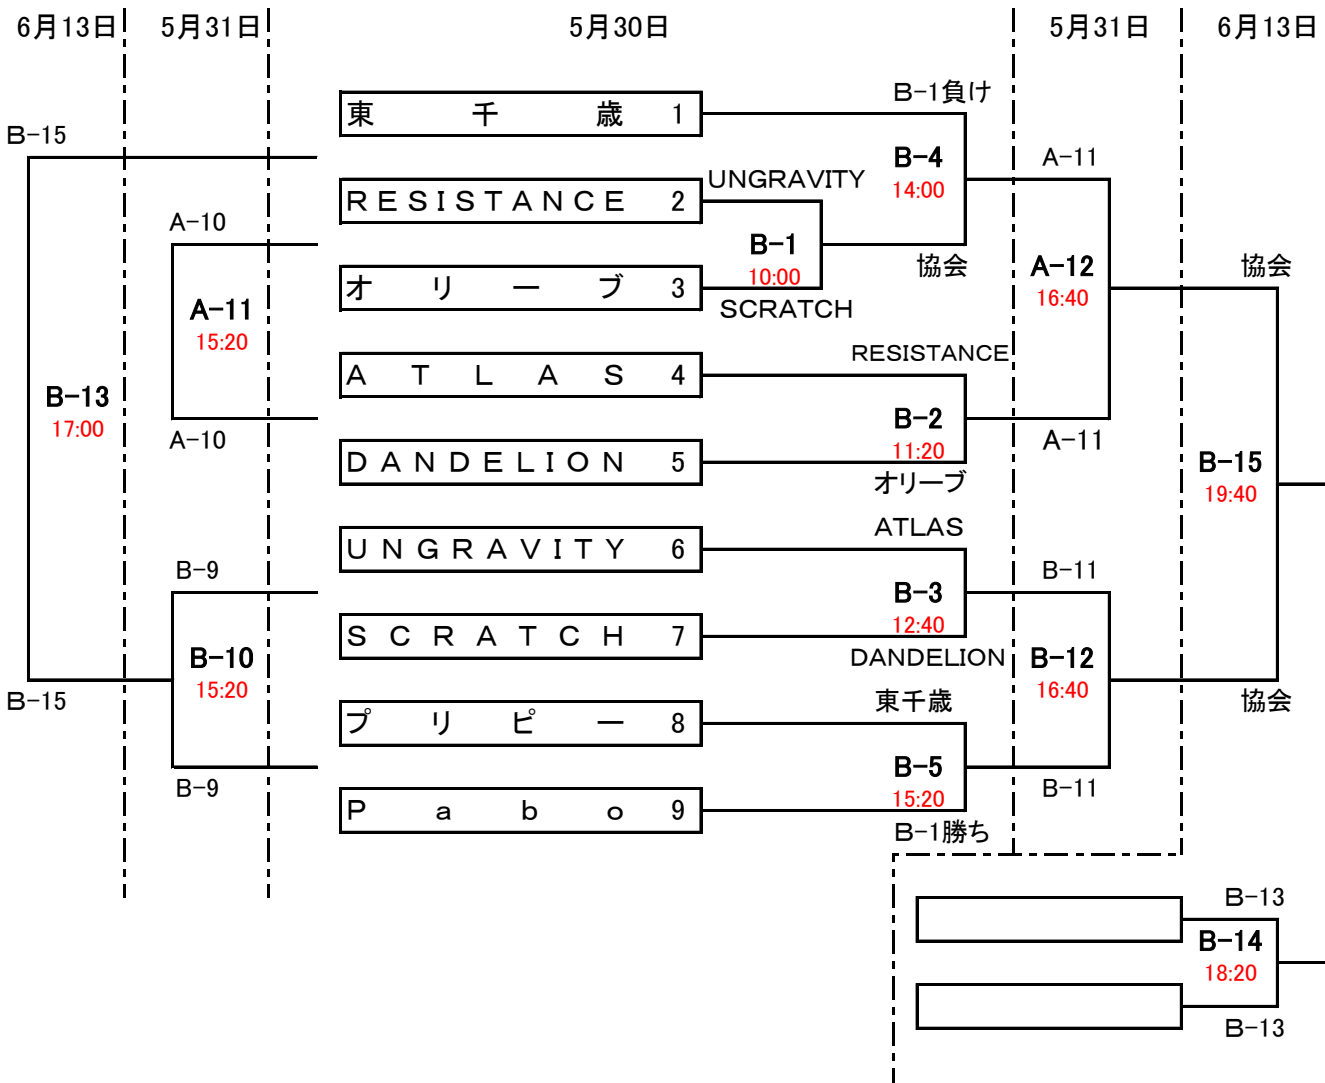 6月13日 5月31日 5月30日 5月31日 6月13日
B-1負け
東千歳 1
B-15
B-4
A-11
14:00
UNGRAVITY
RESISTANCE 2
A-10
B-1
10:00
協会
A-12
協会
オリーブ 3
16:40
A-11
SCRATCH
15:20
RESISTANCE
ATLAS 4
B-13
17:00
B-2
A-10
A-11
11:20
DANDELION 5
B-15
オリーブ
19:40
ATLAS
UNGRAVITY 6
B-9
B-11
B-3
12:40
SCRATCH 7
B-10
DANDELION
B-12
15:20
16:40
B-15
東千歳
協会
プリピー 8
B-5
B-9
B-11
15:20
Pabo 9
B-1勝ち
B-13
B-14
18:20
B-13